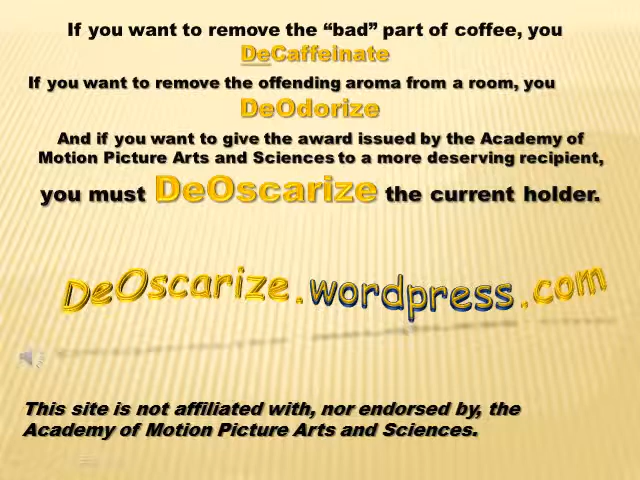 If you want to remove the “bad” part of coffee, you
DeCaffeinate
If you want to remove the offending aroma from a room, you
DeOdorize
And if you want to give the award issued by the Academy of
Motion Picture Arts and Sciences to a more deserving recipient,
you must DeOscarize the current holder.
DeOscarize.wordpress.com
This site is not affiliated with, nor endorsed by, the
Academy of Motion Picture Arts and Sciences.